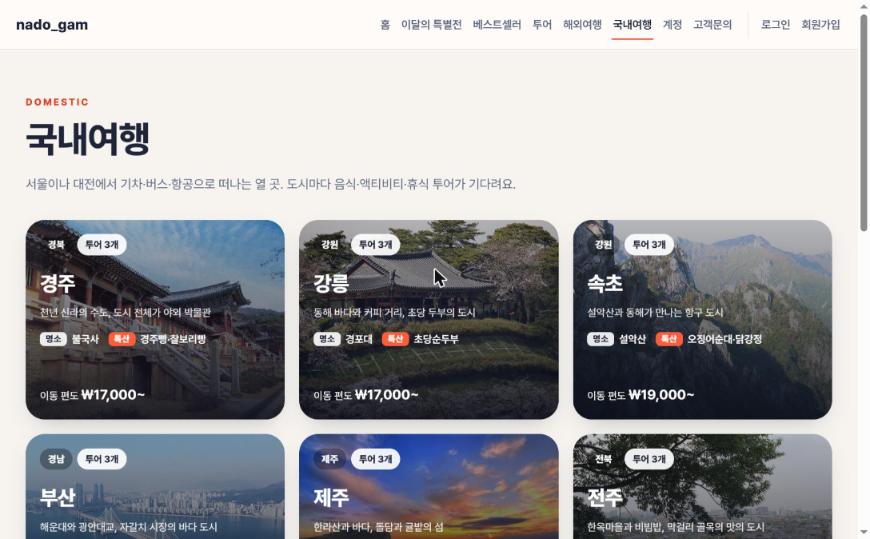 nado_gam
홈 이달의 특별전 베스트셀러 투어 해외여행 국내여행 계정 고객문의 로그인 회원가입
DOMESTIC
국내여행
서울이나 대전에서 기차·버스·항공으로 떠나는 열 곳. 도시마다 음식·액티비티·휴식 투어가 기다려요.
경북 투어 3개
경주
천년 신라의 수도, 도시 전체가 야외 박물관
명소 불국사 특산 경주빵·찰보리빵
이동 편도 ₩17,000~
강원 투어 3개
강릉
동해 바다와 커피 거리, 초당 두부의 도시
명소 경포대 특산 초당순두부
이동 편도 ₩17,000~
강원 투어 3개
속초
설악산과 동해가 만나는 항구 도시
명소 설악산 특산 오징어순대·닭강정
이동 편도 ₩19,000~
경남 투어 3개
부산
해운대와 광안대교, 자갈치 시장의 바다 도시
제주 투어 3개
제주
한라산과 바다, 돌담과 귤밭의 섬
전북 투어 3개
전주
한옥마을과 비빔밥, 막걸리 골목의 맛의 도시